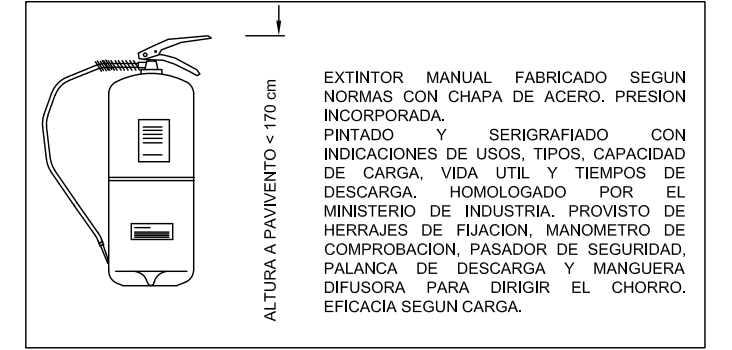 ALTURA A PAVIVENTO < 170 cm
EXTINTOR MANUAL FABRICADO SEGUN
NORMAS CON CHAPA DE ACERO. PRESION
INCORPORADA.
PINTADO Y SERIGRAFIADO CON
INDICACIONES DE USOS, TIPOS, CAPACIDAD
DE CARGA, VIDA UTIL Y TIEMPOS DE
DESCARGA. HOMOLOGADO POR EL
MINISTERIO DE INDUSTRIA. PROVISTO DE
HERRAJES DE FIJACION, MANOMETRO DE
COMPROBACION, PASADOR DE SEGURIDAD,
PALANCA DE DESCARGA Y MANGUERA
DIFUSORA PARA DIRIGIR EL CHORRO.
EFICACIA SEGUN CARGA.